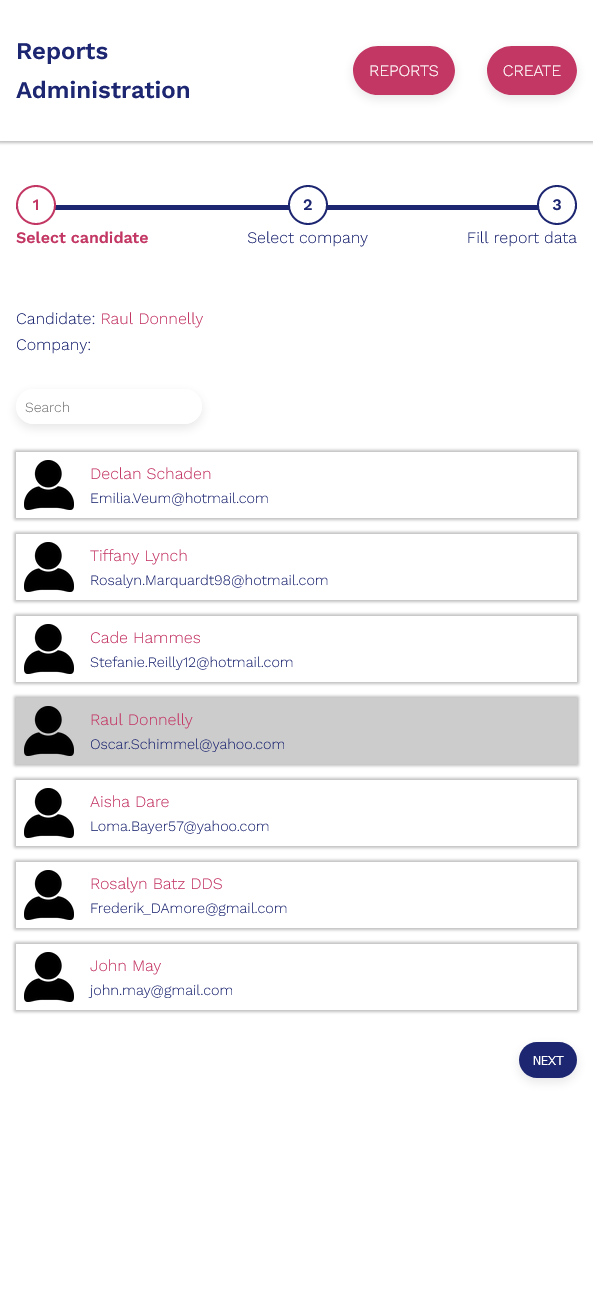 Reports
Administration
REPORTS
CREATE
1
2
3
Select candidate
Select company
Fill report data
Candidate: Raul Donnelly
Company:
Search
Declan Schaden
Emilia.Veum@hotmail.com
Tiffany Lynch
Rosalyn.Marquardt98@hotmail.com
Cade Hammes
Stefanie.Reilly12@hotmail.com
Raul Donnelly
Oscar.Schimmel@yahoo.com
Aisha Dare
Loma.Bayer57@yahoo.com
Rosalyn Batz DDS
Frederik_DAmore@gmail.com
John May
john.may@gmail.com
NEXT